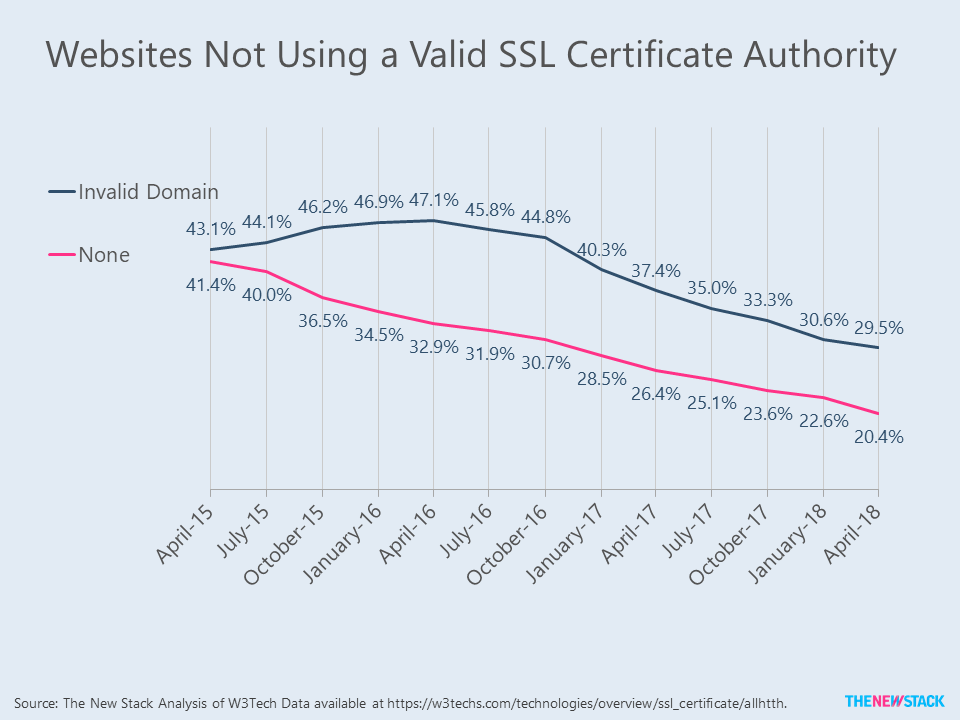 Websites Not Using a Valid SSL Certificate Authority
Invalid Domain
None
43.1% 44.1% 46.2% 46.9% 47.1% 45.8% 44.8% 40.3% 37.4% 35.0% 33.3% 30.6% 29.5%
41.4% 40.0% 36.5% 34.5% 32.9% 31.9% 30.7% 28.5% 26.4% 25.1% 23.6% 22.6% 20.4%
April-15 July-15 October-15 January-16 April-16 July-16 October-16 January-17 April-17 July-17 October-17 January-18 April-18
Source: The New Stack Analysis of W3Tech Data available at https://w3techs.com/technologies/overview/ssl_certificate/allhtth.
THENEWSTACK